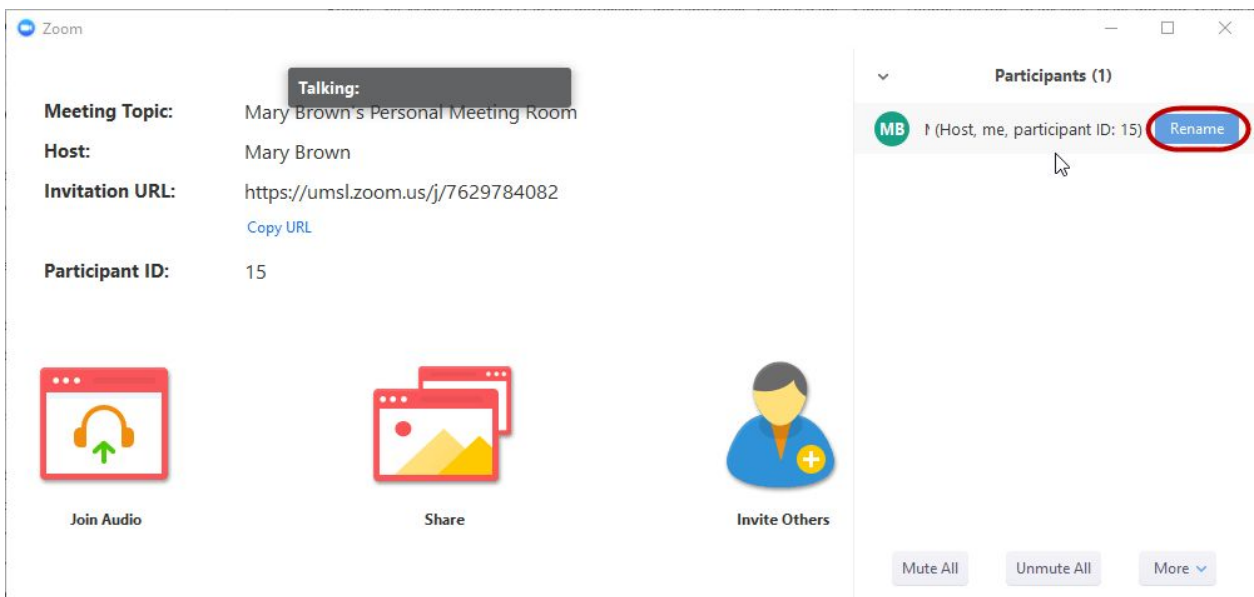 Zoom
Talking:
Meeting Topic: Mary Brown's Personal Meeting Room
Host: Mary Brown
Invitation URL: https://umsl.zoom.us/j/7629784082
Copy URL
Participant ID: 15
Join Audio
Share
Invite Others
Participants (1)
MB (Host, me, participant ID: 15) Rename
Mute All Unmute All More